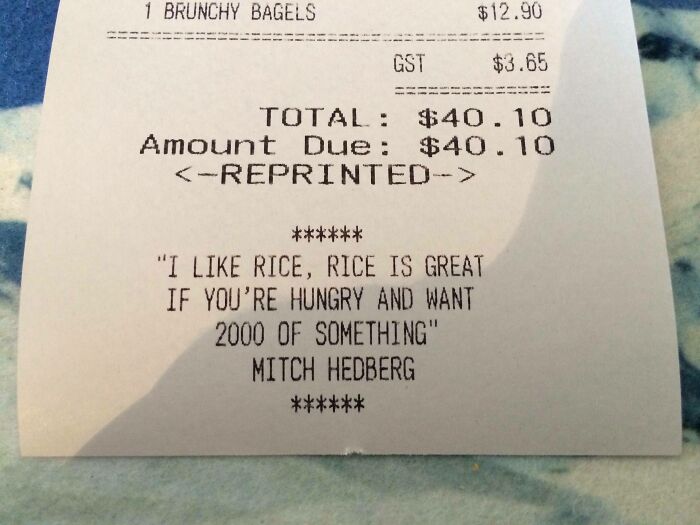 1 BRUNCHY BAGELS $12.90
========================================
GST $3.65
===============
TOTAL: $40.10
Amount Due: $40.10
<-REPRINTED->
******
"I LIKE RICE, RICE IS GREAT
IF YOU'RE HUNGRY AND WANT
2000 OF SOMETHING"
MITCH HEDBERG
******